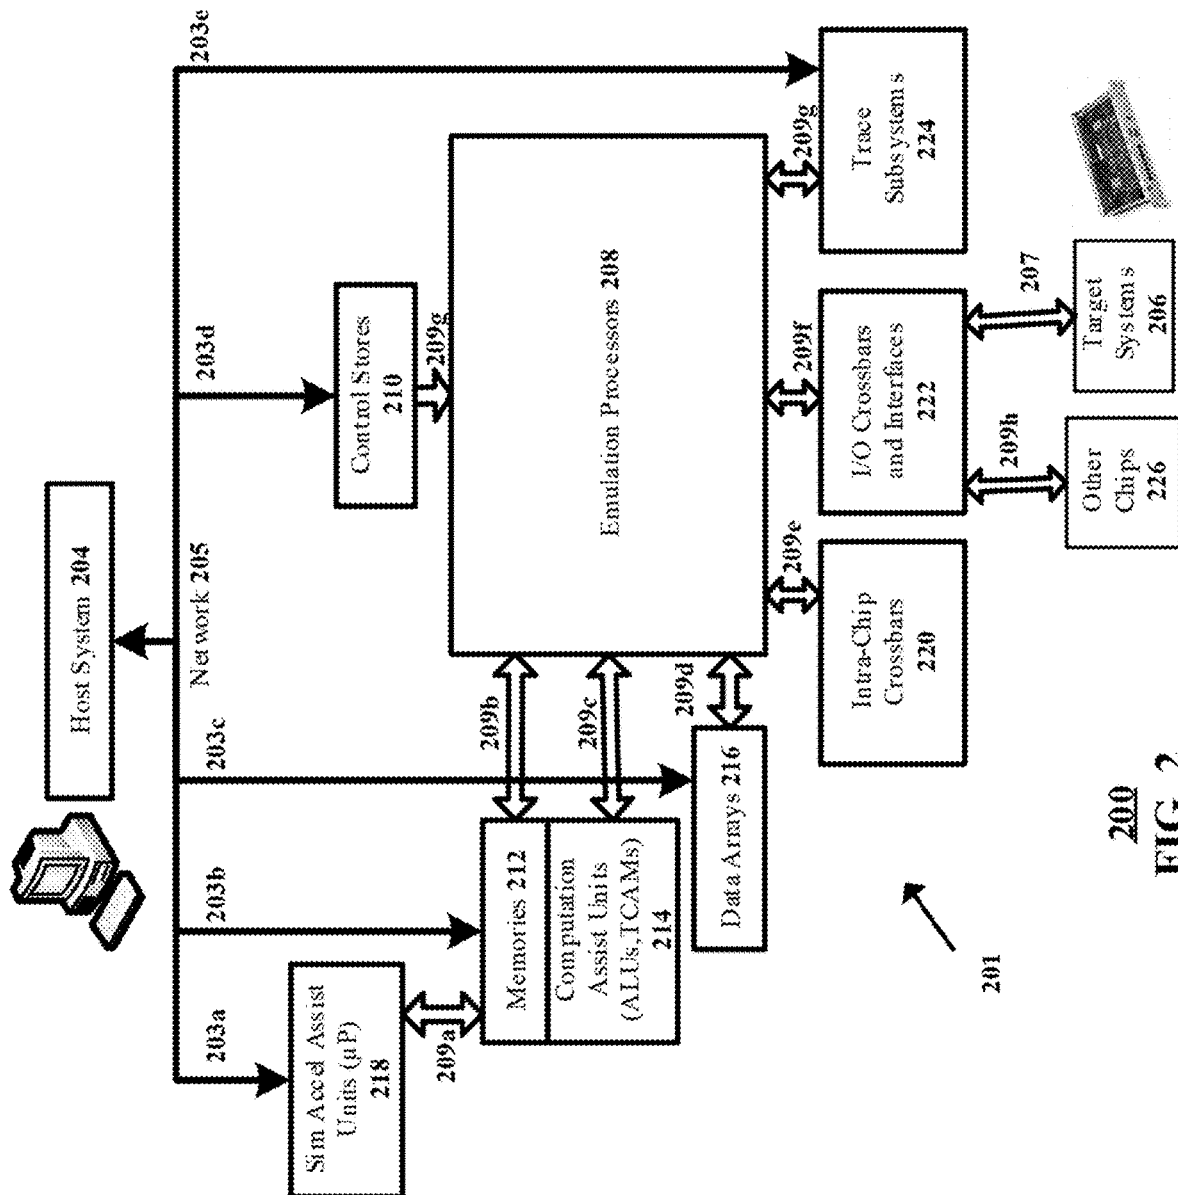 Host System 204
Network 205
203a
203b
203c
203d
203e
Sim Accel Assist
Units (µP)
218
209a
Memories 212
Computation
Assist Units
(ALUs,TCAMs)
214
209b
209c
Data Arrays 216
209d
Control Stores
210
209g
Emulation Processors 208
209e
209f
209g
Intra-Chip
Crossbars
220
I/O Crossbars
and Interfaces
222
Trace
Subsystems
224
209h
207
Other
Chips
226
Target
Systems
206
201
200
FIG. 2